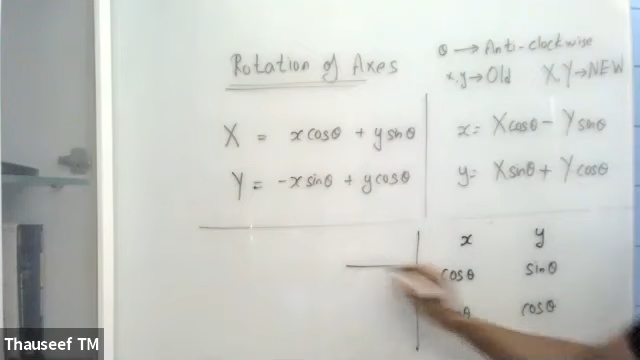 Rotation of Axes
θ → Anti-clockwise
x,y → Old X,Y → NEW
X = x cosθ + y sinθ
Y = -x sinθ + y cosθ
x = X cosθ - Y sinθ
y = X sinθ + Y cosθ
x y
cosθ sinθ
θ cosθ
Thauseef TM